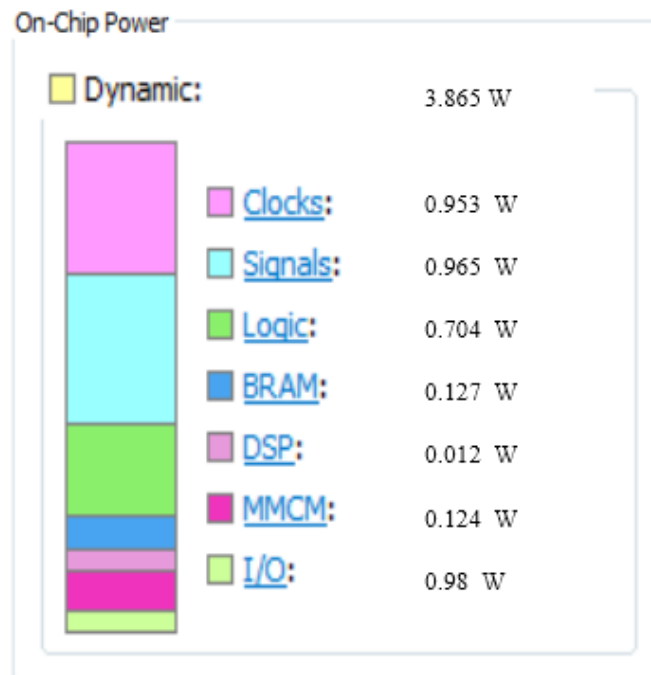 On-Chip Power
Dynamic: 3.865 W
Clocks: 0.953 W
Signals: 0.965 W
Logic: 0.704 W
BRAM: 0.127 W
DSP: 0.012 W
MMCM: 0.124 W
I/O: 0.98 W